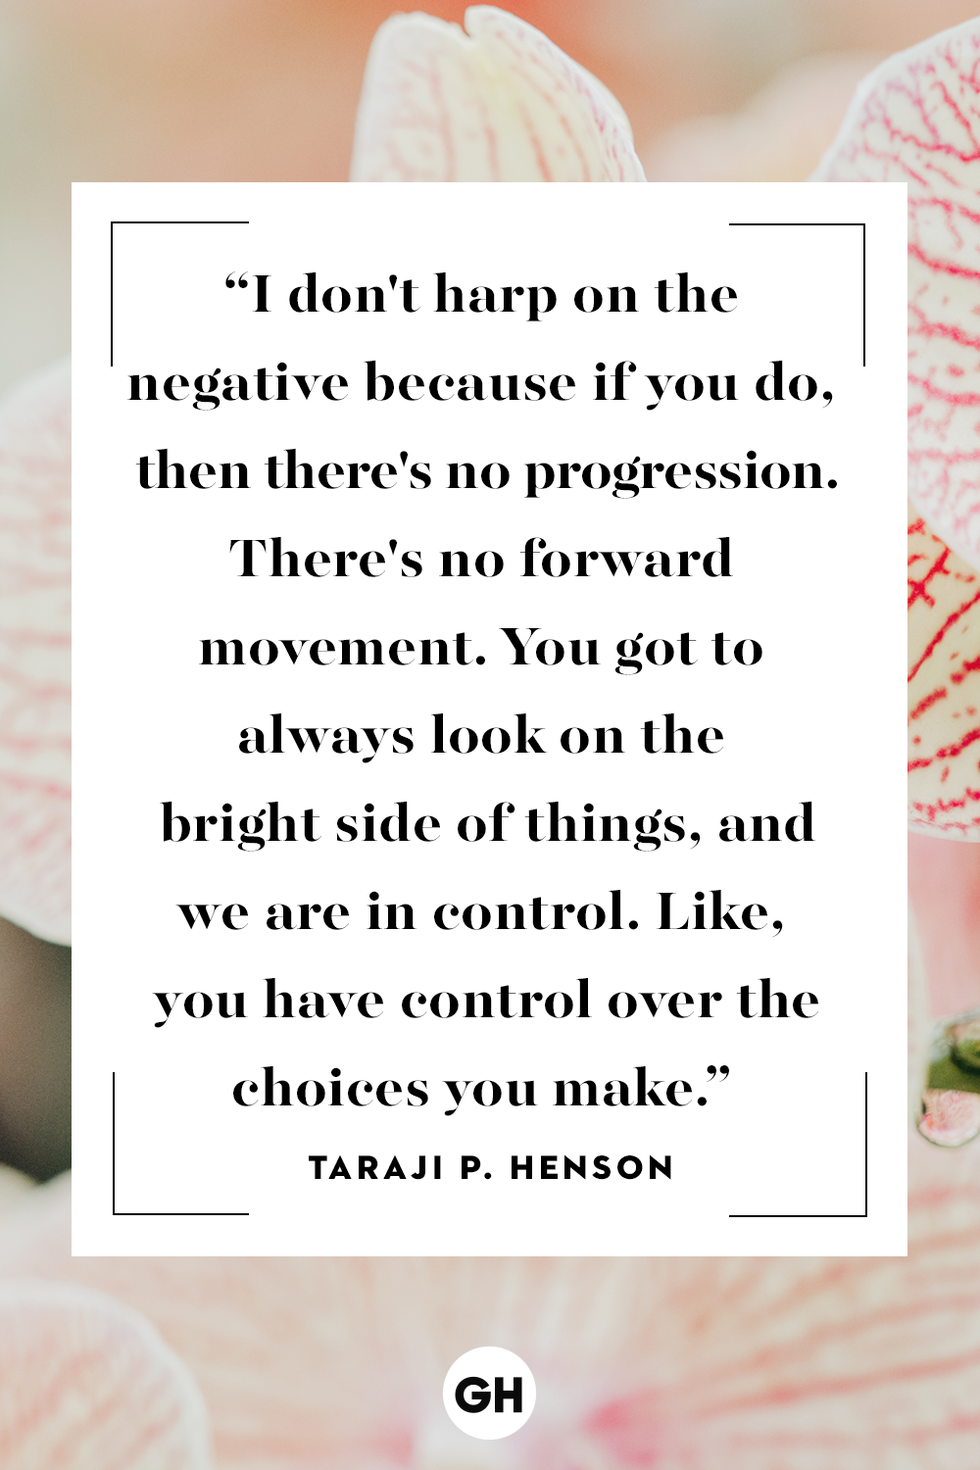 “I don't harp on the
negative because if you do,
then there's no progression.
There's no forward
movement. You got to
always look on the
bright side of things, and
we are in control. Like,
you have control over the
choices you make.”
TARAJI P. HENSON
GH